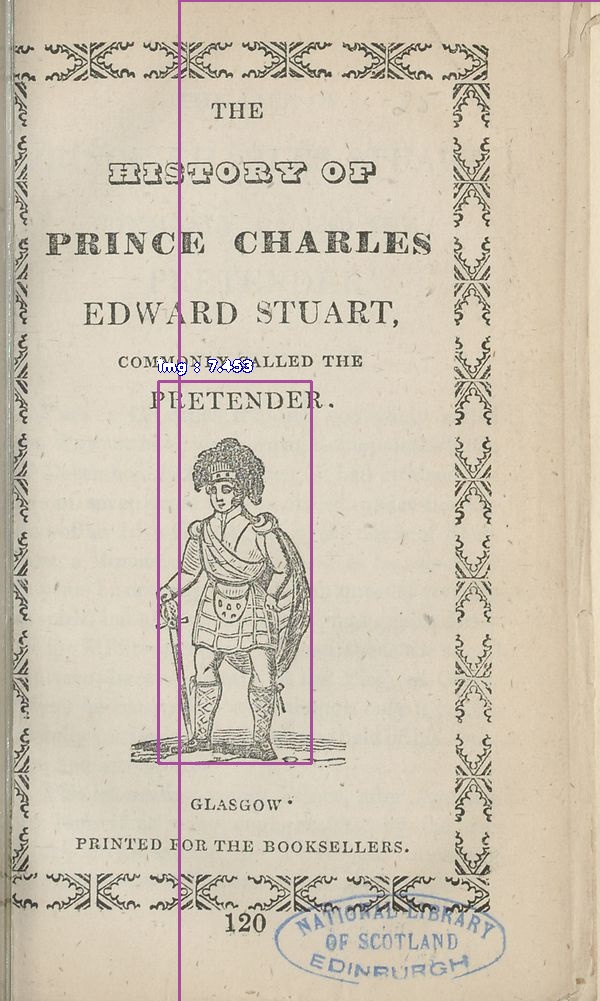 THE
HISTORY OF
PRINCE CHARLES
EDWARD STUART,
COMMONLY CALLED THE
img : 7.453
PRETENDER.
GLASGOW
PRINTED FOR THE BOOKSELLERS.
120
NATIONAL LIBRARY
OF SCOTLAND
EDINBURGH